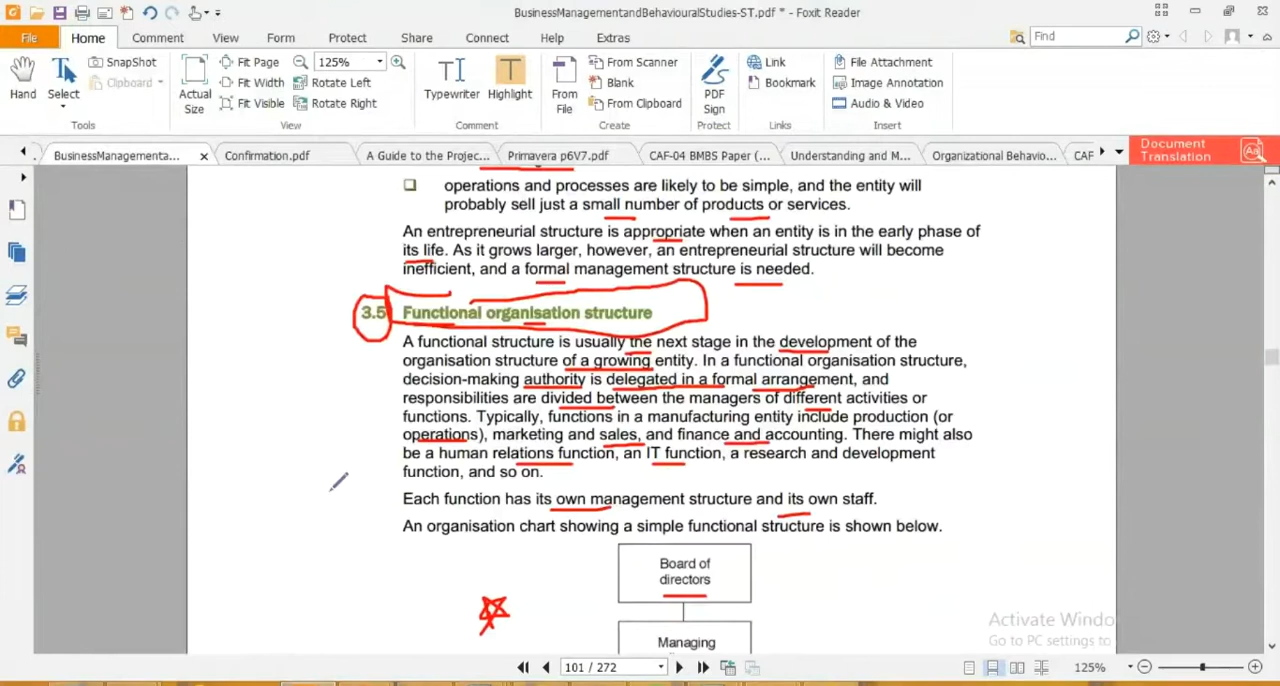 BusinessManagementandBehaviouralStudies-ST.pdf * - Foxit Reader
File Home Comment View Form Protect Share Connect Help Extras Find
Hand
Select
SnapShot
Clipboard
Tools
Actual
Size
Fit Page
Fit Width
Fit Visible
125%
Rotate Left
Rotate Right
View
Typewriter
Highlight
Comment
From
File
From Scanner
Blank
From Clipboard
Create
PDF
Sign
Protect
Link
Bookmark
Links
File Attachment
Image Annotation
Audio & Video
Insert
BusinessManagementa... x Confirmation.pdf A Guide to the Projec... Primavera p6V7.pdf CAF-04 BMBS Paper (... Understanding and M... Organizational Behavio... CAF
Document
Translation
operations and processes are likely to be simple, and the entity will
probably sell just a small number of products or services.
An entrepreneurial structure is appropriate when an entity is in the early phase of
its life. As it grows larger, however, an entrepreneurial structure will become
inefficient, and a formal management structure is needed.
3.5 Functional organisation structure
A functional structure is usually the next stage in the development of the
organisation structure of a growing entity. In a functional organisation structure,
decision-making authority is delegated in a formal arrangement, and
responsibilities are divided between the managers of different activities or
functions. Typically, functions in a manufacturing entity include production (or
operations), marketing and sales, and finance and accounting. There might also
be a human relations function, an IT function, a research and development
function, and so on.
Each function has its own management structure and its own staff.
An organisation chart showing a simple functional structure is shown below.
Board of
directors
Managing
Activate Windo
Go to PC settings to
101 / 272
125%